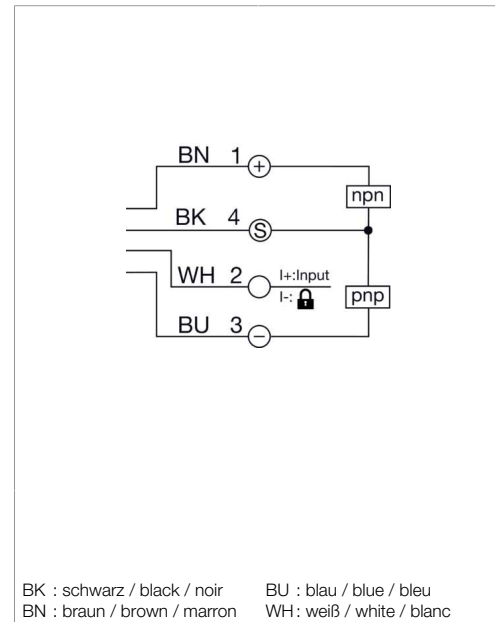 BN 1 +
npn
BK 4 S
WH 2 I+:Input
I-:
pnp
BU 3 −
BK : schwarz / black / noir BU : blau / blue / bleu
BN : braun / brown / marron WH : weiß / white / blanc